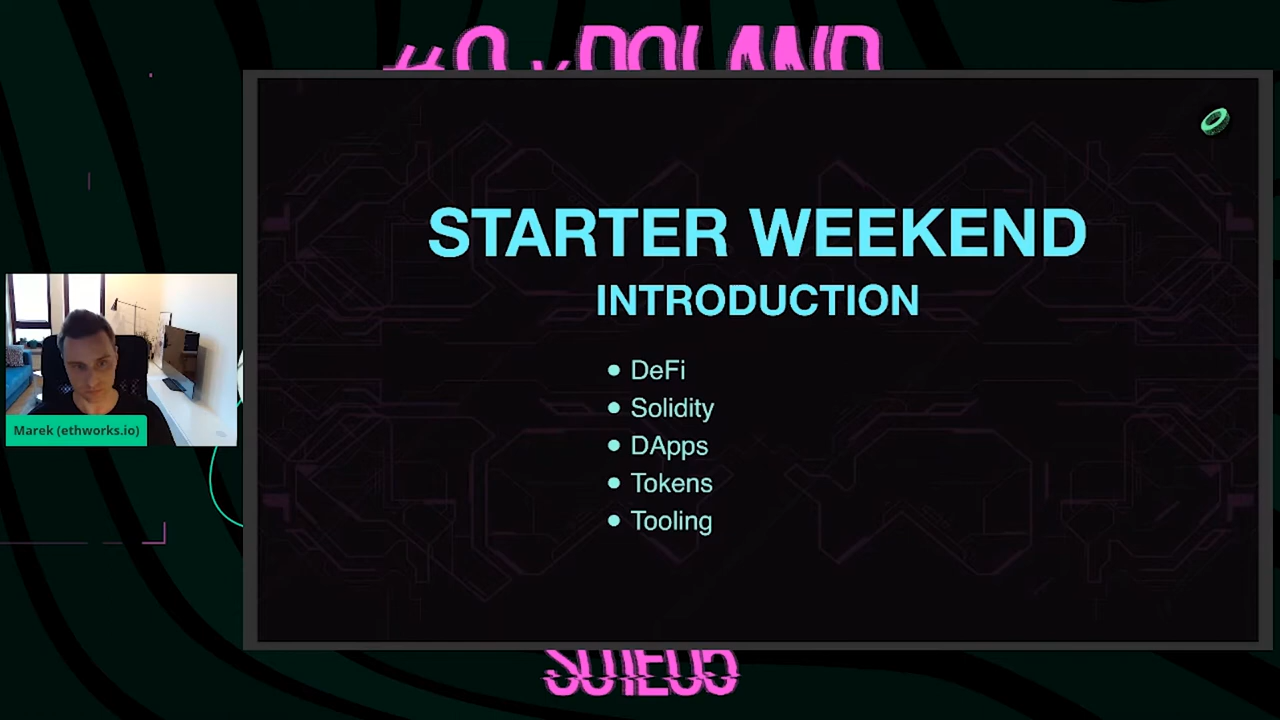 STARTER WEEKEND
INTRODUCTION
• DeFi
• Solidity
• DApps
• Tokens
• Tooling
Marek (ethworks.io)